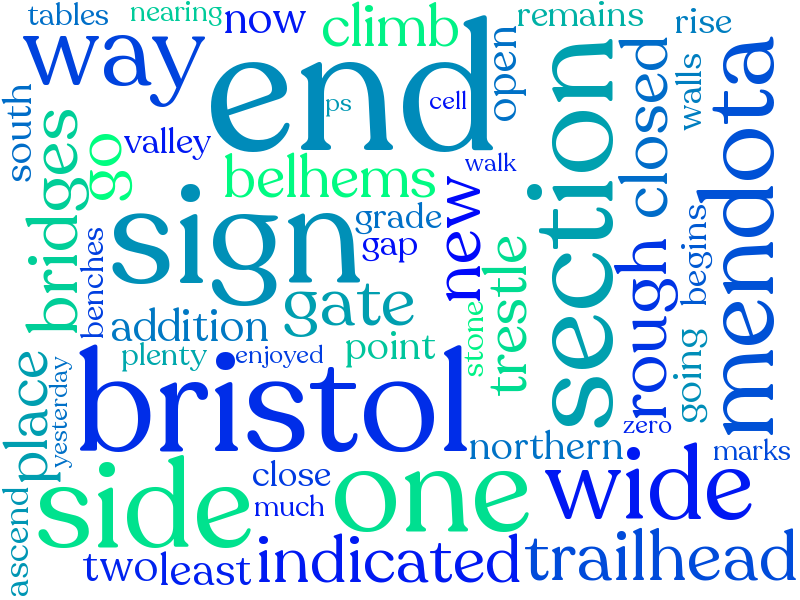 tables
nearing
now
climb
remains
rise
way
end
ps
cell
open
section
closed
walls
mendota
south
bridges
go
valley
belhems
walk
sign
grade
gap
new
trestle
begins
benches
gate
rough
addition
stone
going
plenty
enjoyed
point
place
yesterday
bristol
zero
northern
marks
side
close
much
one
wide
ascend
two
least
indicated
trailhead